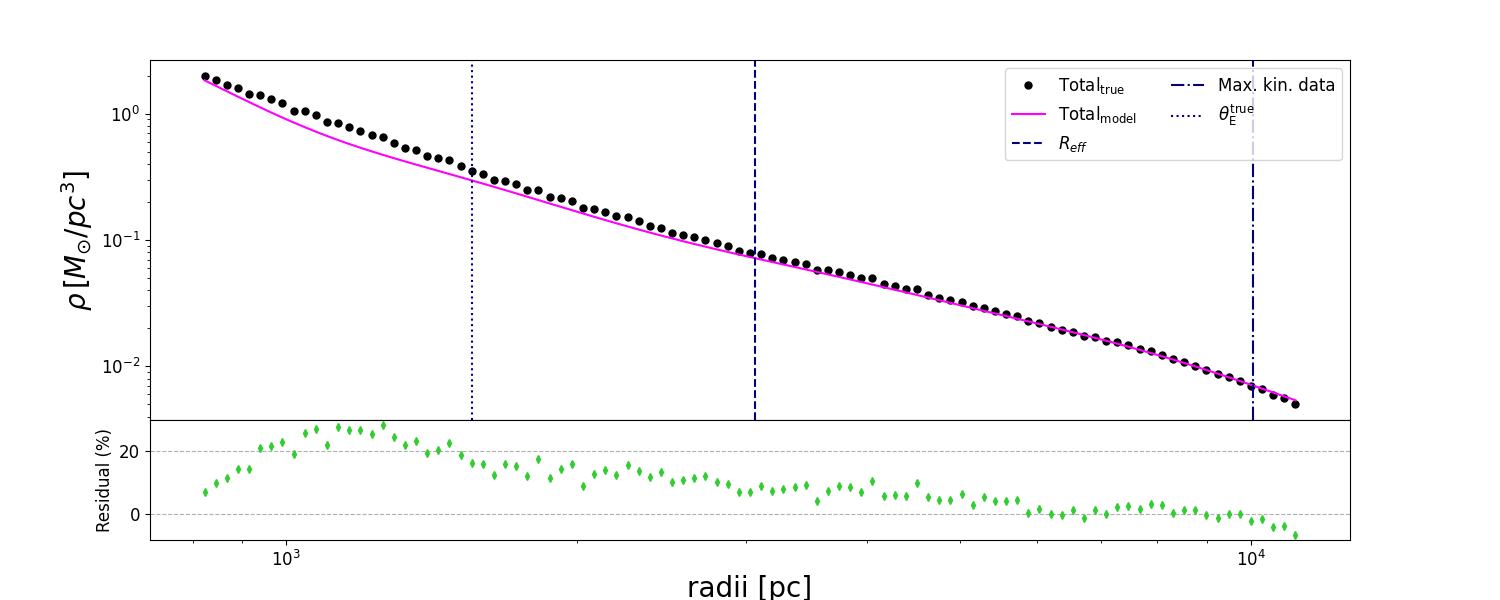 Total_true
Total_model
R_eff
Max. kin. data
θ_E^true
ρ [M_⊙/pc^3]
10^0
10^−1
10^−2
Residual (%)
20
0
10^3
10^4
radii [pc]